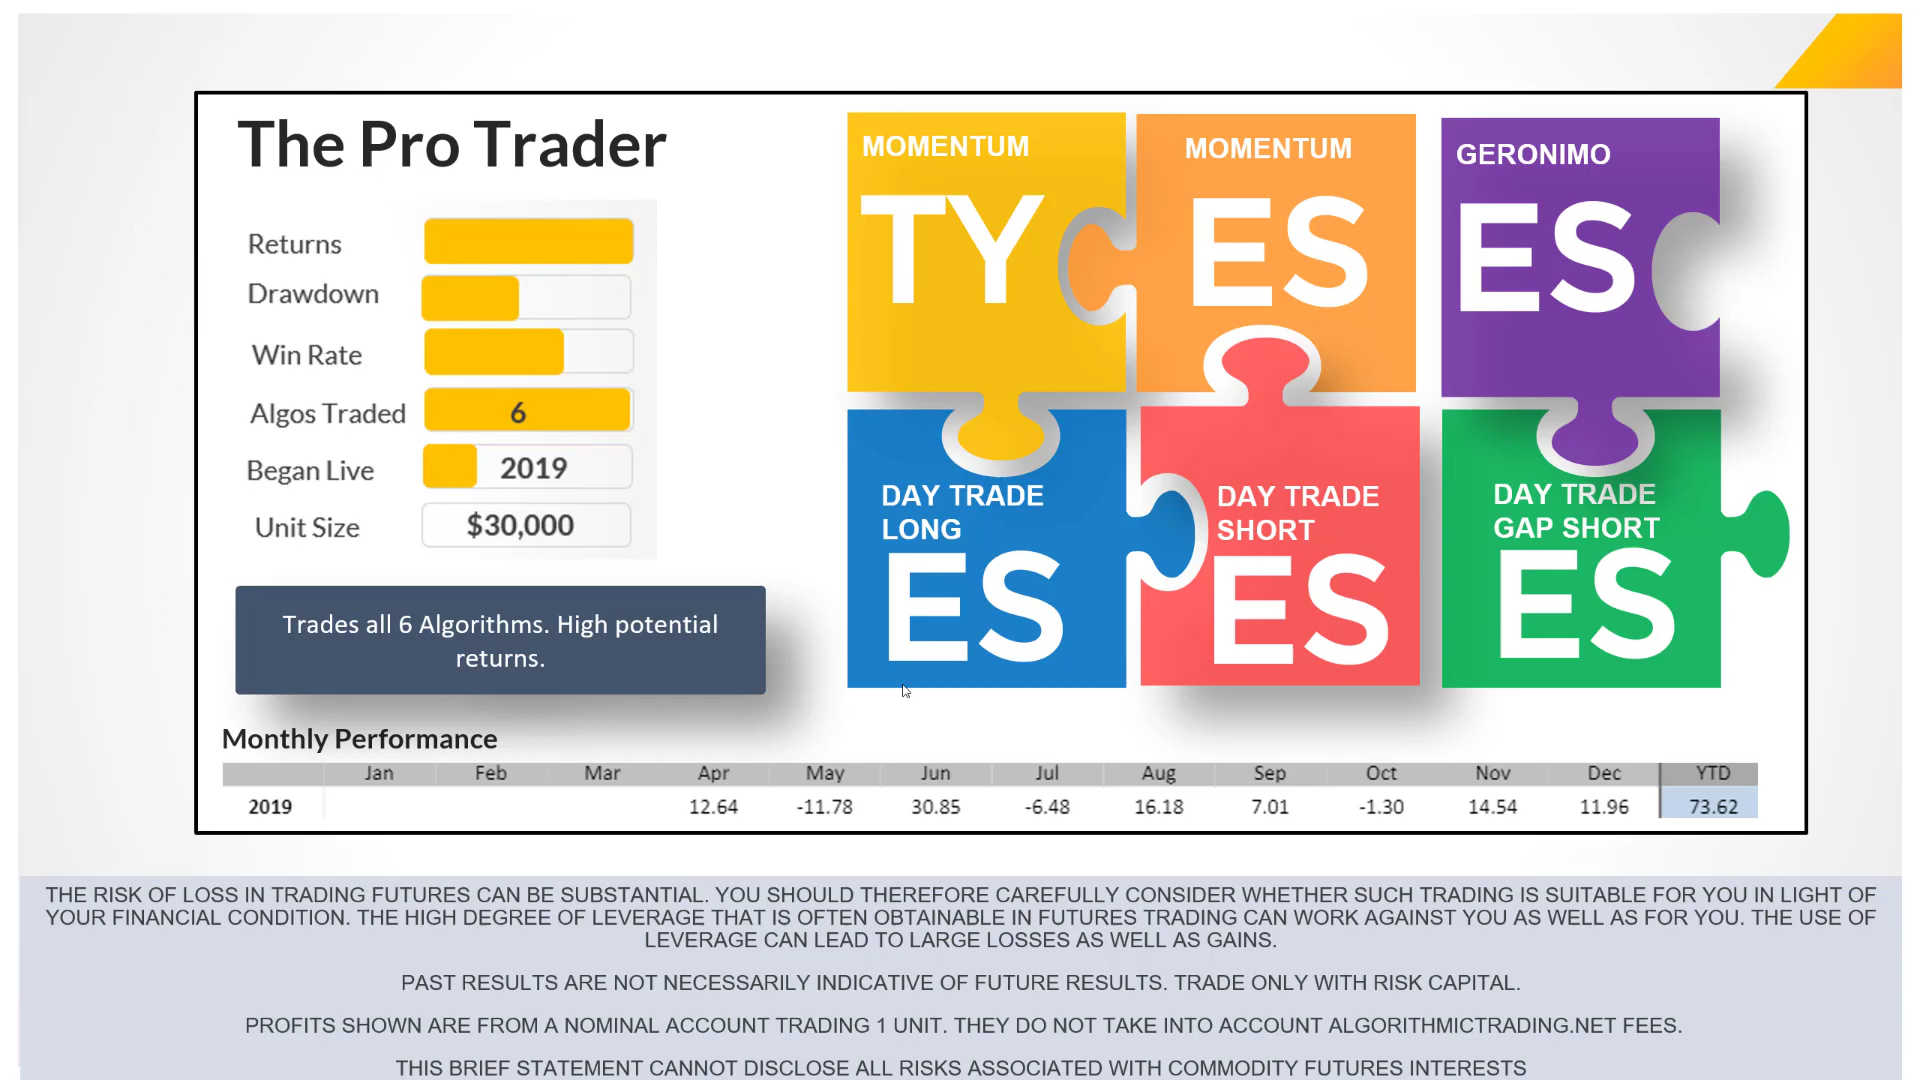 The Pro Trader
Returns
Drawdown
Win Rate
Algos Traded 6
Began Live 2019
Unit Size $30,000
Trades all 6 Algorithms. High potential
returns.
MOMENTUM
TY
MOMENTUM
ES
GERONIMO
ES
DAY TRADE
LONG
ES
DAY TRADE
SHORT
ES
DAY TRADE
GAP SHORT
ES
Monthly Performance
Jan Feb Mar Apr May Jun Jul Aug Sep Oct Nov Dec YTD
2019 12.64 -11.78 30.85 -6.48 16.18 7.01 -1.30 14.54 11.96 73.62
THE RISK OF LOSS IN TRADING FUTURES CAN BE SUBSTANTIAL. YOU SHOULD THEREFORE CAREFULLY CONSIDER WHETHER SUCH TRADING IS SUITABLE FOR YOU IN LIGHT OF
YOUR FINANCIAL CONDITION. THE HIGH DEGREE OF LEVERAGE THAT IS OFTEN OBTAINABLE IN FUTURES TRADING CAN WORK AGAINST YOU AS WELL AS FOR YOU. THE USE OF
LEVERAGE CAN LEAD TO LARGE LOSSES AS WELL AS GAINS.
PAST RESULTS ARE NOT NECESSARILY INDICATIVE OF FUTURE RESULTS. TRADE ONLY WITH RISK CAPITAL.
PROFITS SHOWN ARE FROM A NOMINAL ACCOUNT TRADING 1 UNIT. THEY DO NOT TAKE INTO ACCOUNT ALGORITHMICTRADING.NET FEES.
THIS BRIEF STATEMENT CANNOT DISCLOSE ALL RISKS ASSOCIATED WITH COMMODITY FUTURES INTERESTS